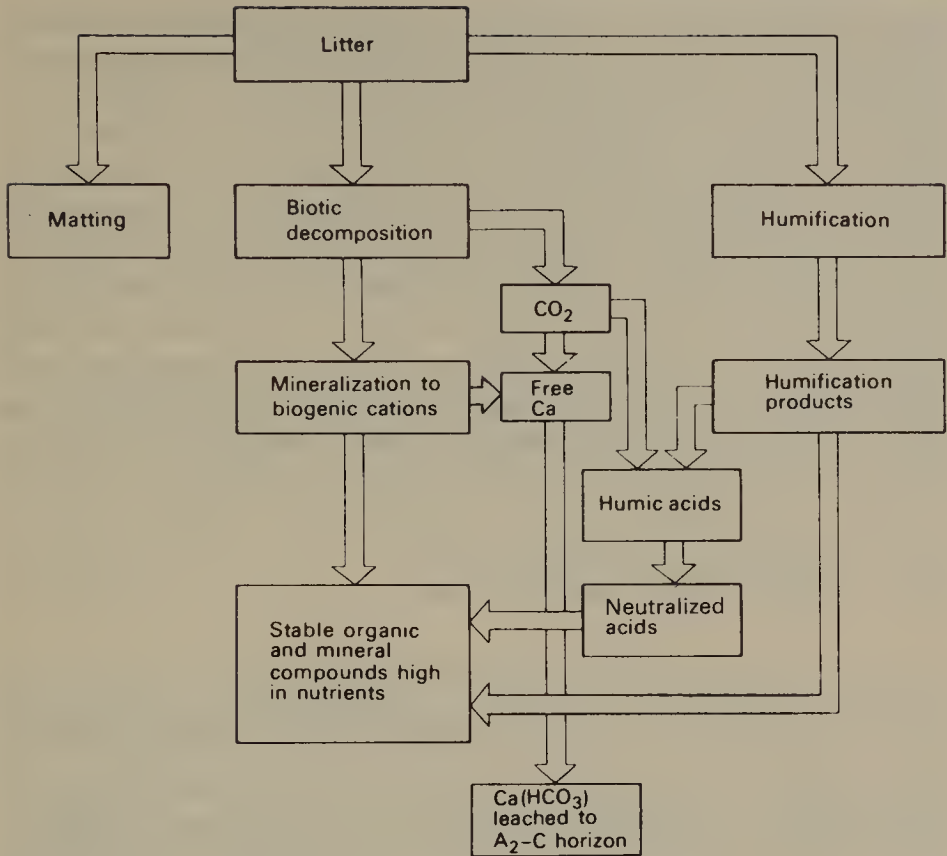 Litter
Matting
Biotic
decomposition
Humification
CO₂
Mineralization to
biogenic cations
Free
Ca
Humification
products
Humic acids
Stable organic
and mineral
compounds high
in nutrients
Neutralized
acids
Ca(HCO₃)
leached to
A₂–C horizon